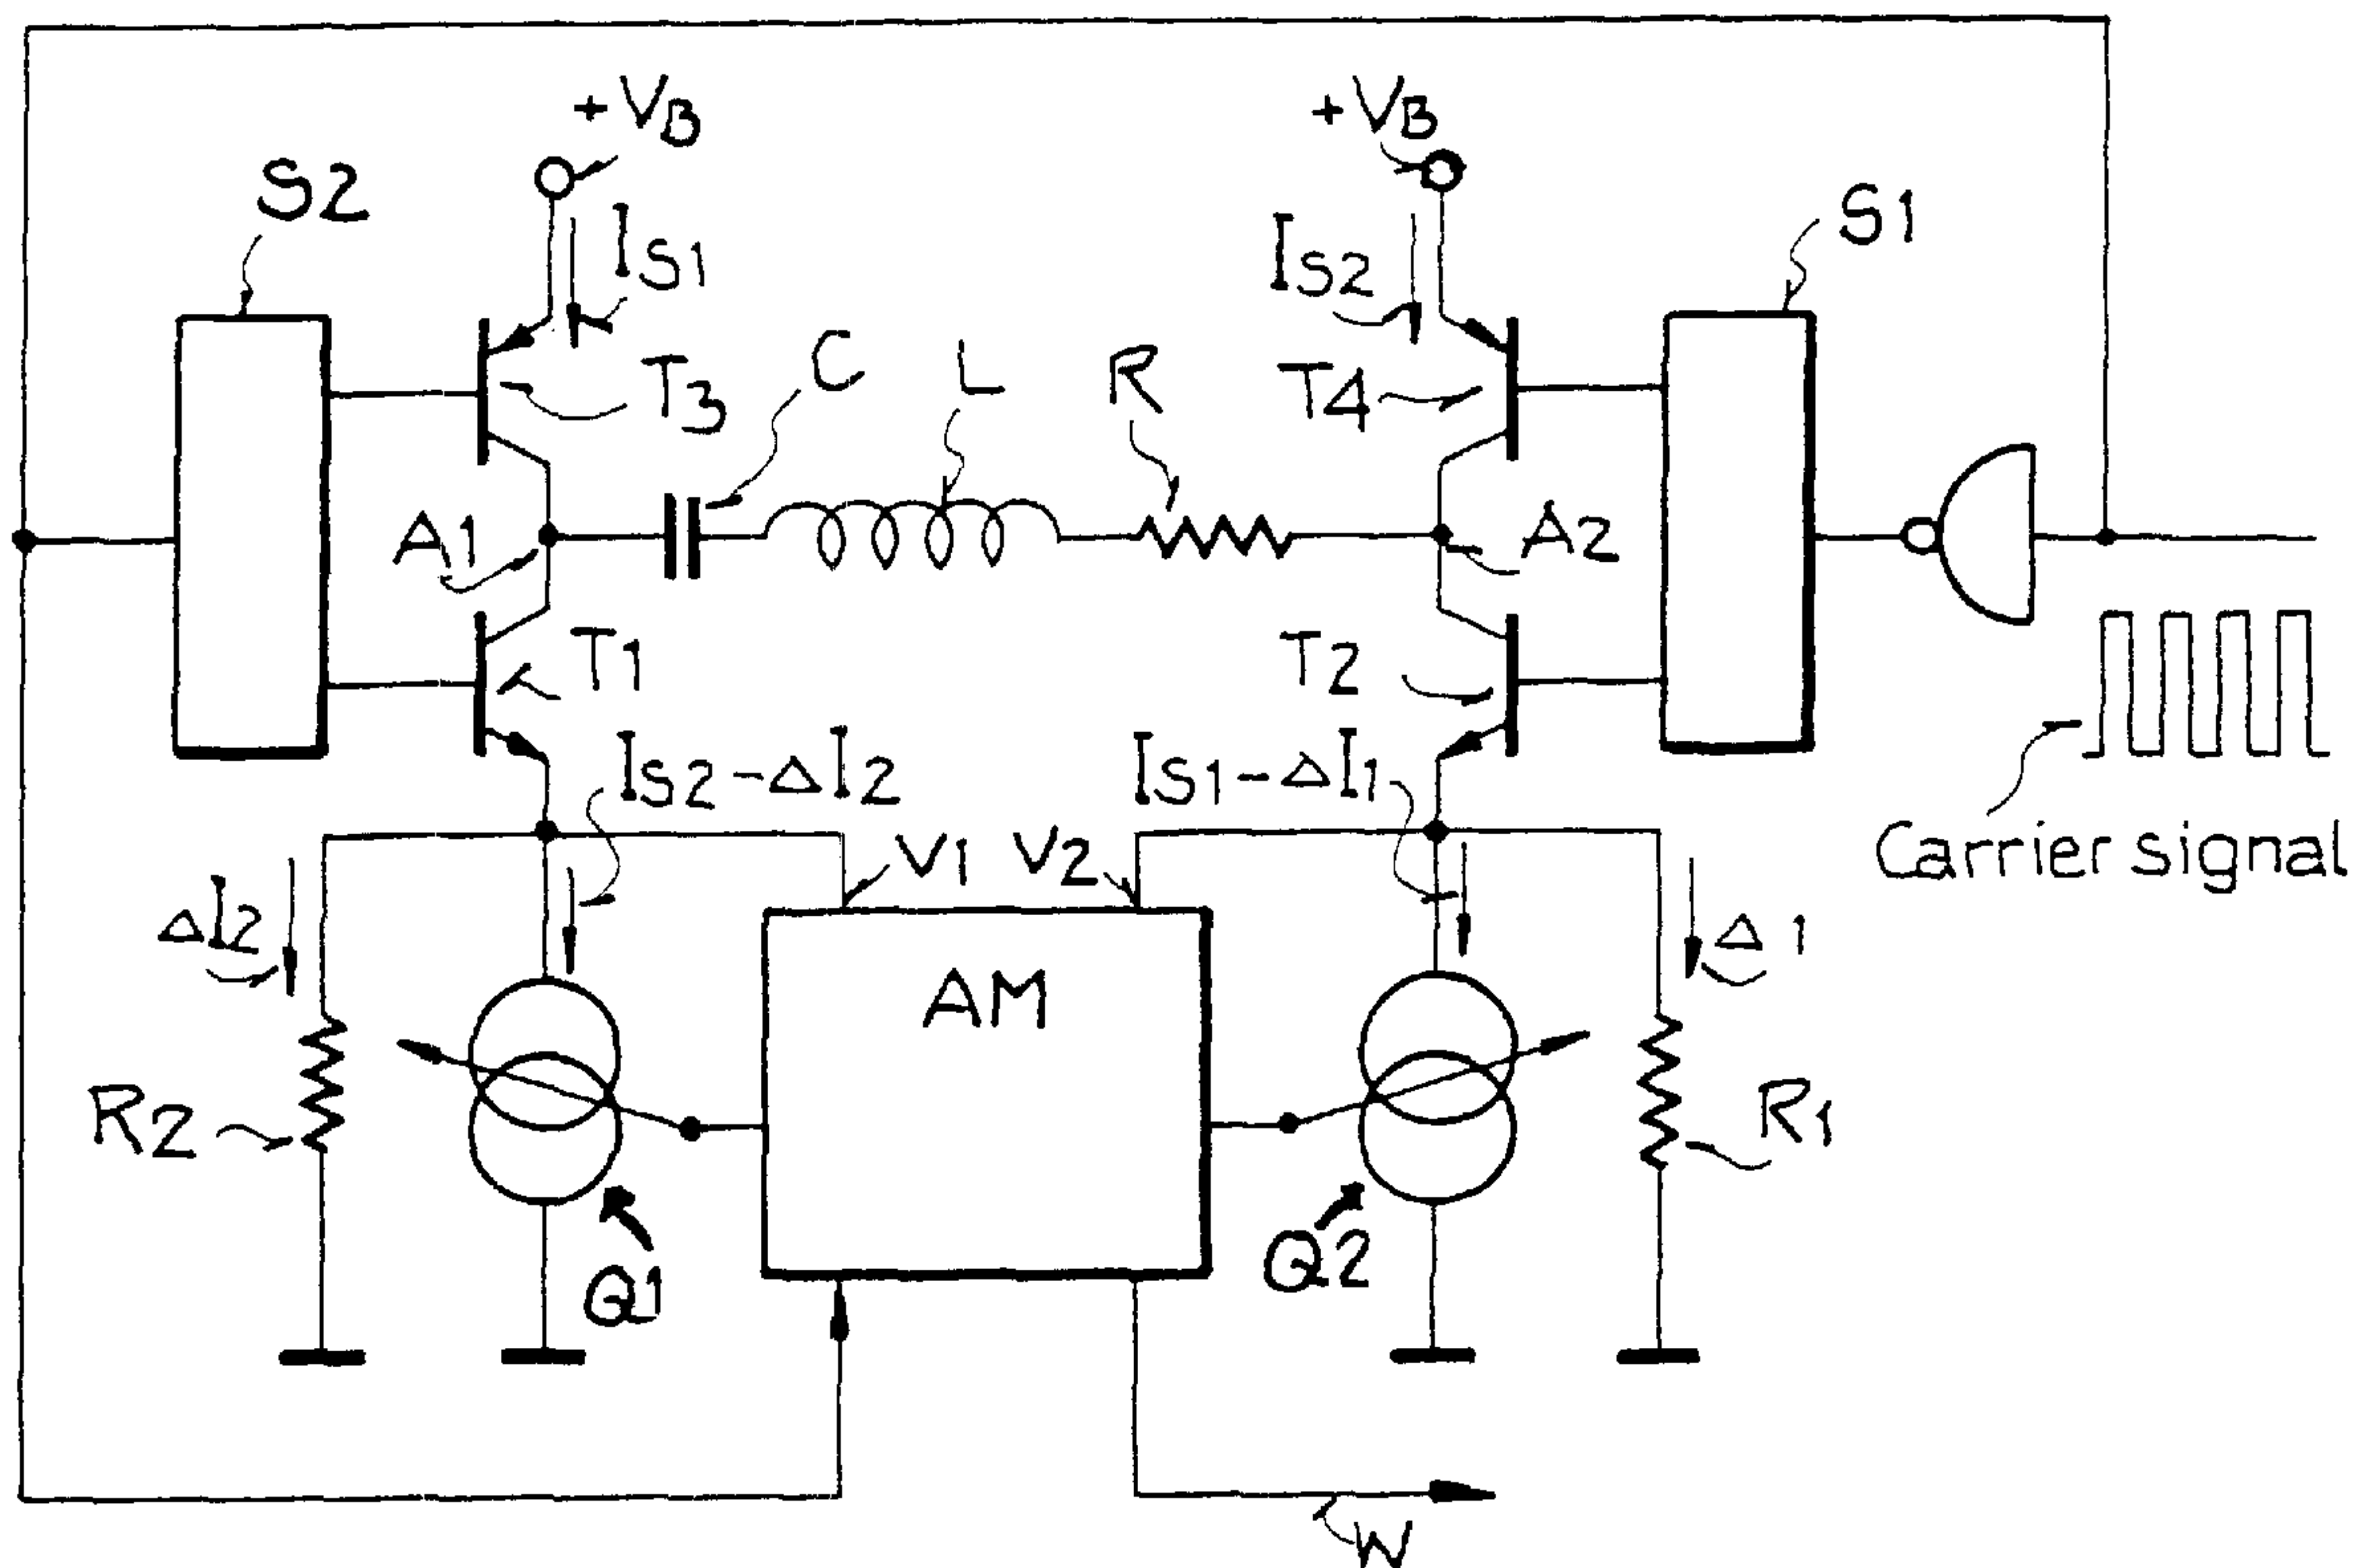 +VB
+VB
S2
IS1
IS2
S1
T3
C
L
R
T4
A1
A2
T1
T2
IS2-ΔI2
IS1-ΔI1
V1
V2
Carrier signal
ΔI2
Δ1
AM
R2
R1
Q1
Q2
W